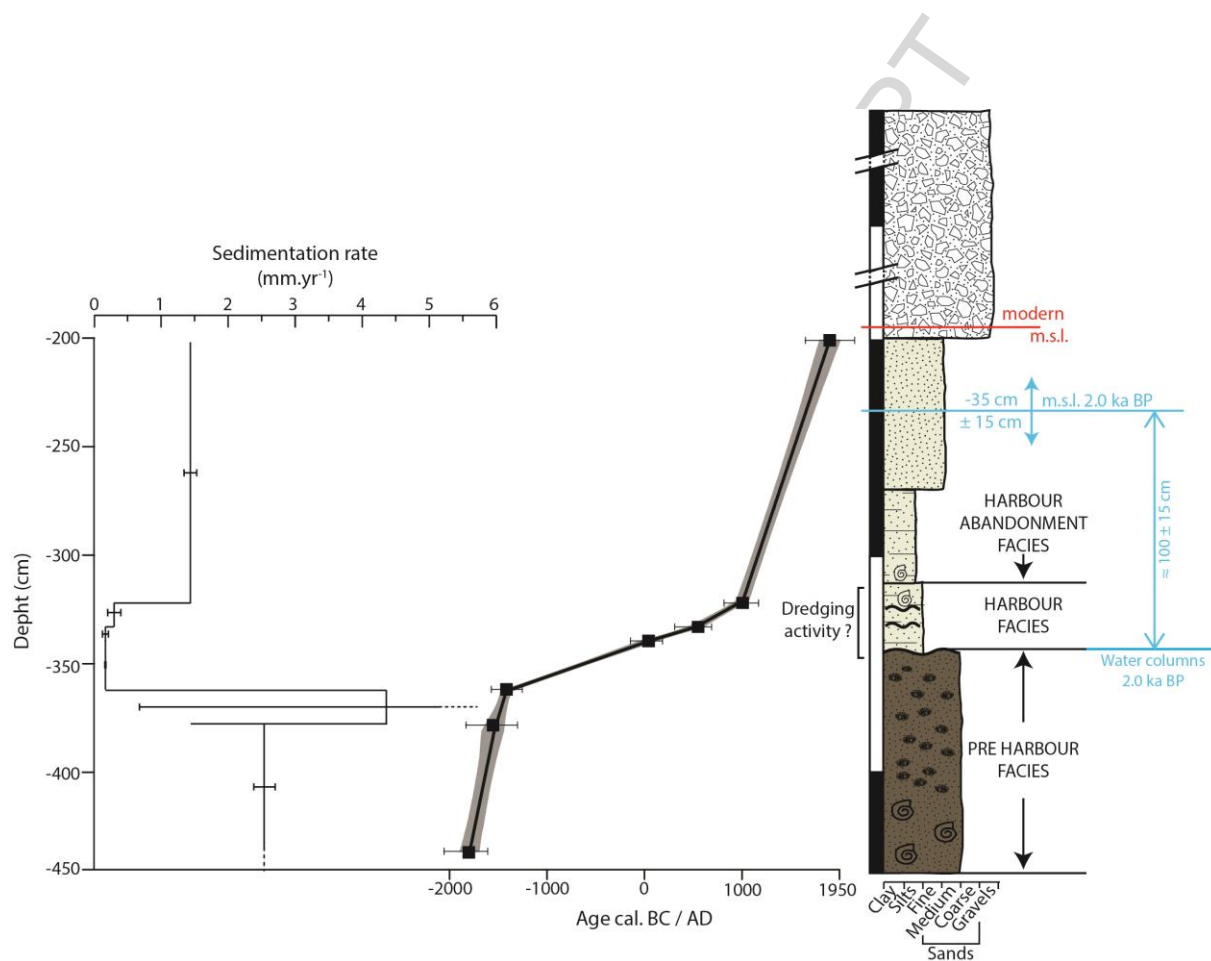 PT
Sedimentation rate
(mm.yr⁻¹)
0 1 2 3 4 5 6
Depht (cm)
-200
-250
-300
-350
-400
-450
-2000 -1000 0 1000 1950
Age cal. BC / AD
modern
m.s.l.
-35 cm m.s.l. 2.0 ka BP
± 15 cm
≈ 100 ± 15 cm
HARBOUR
ABANDONMENT
FACIES
Dredging
activity ?
HARBOUR
FACIES
Water columns
2.0 ka BP
PRE HARBOUR
FACIES
Clay
Silts
Fine
Medium
Coarse
Gravels
Sands